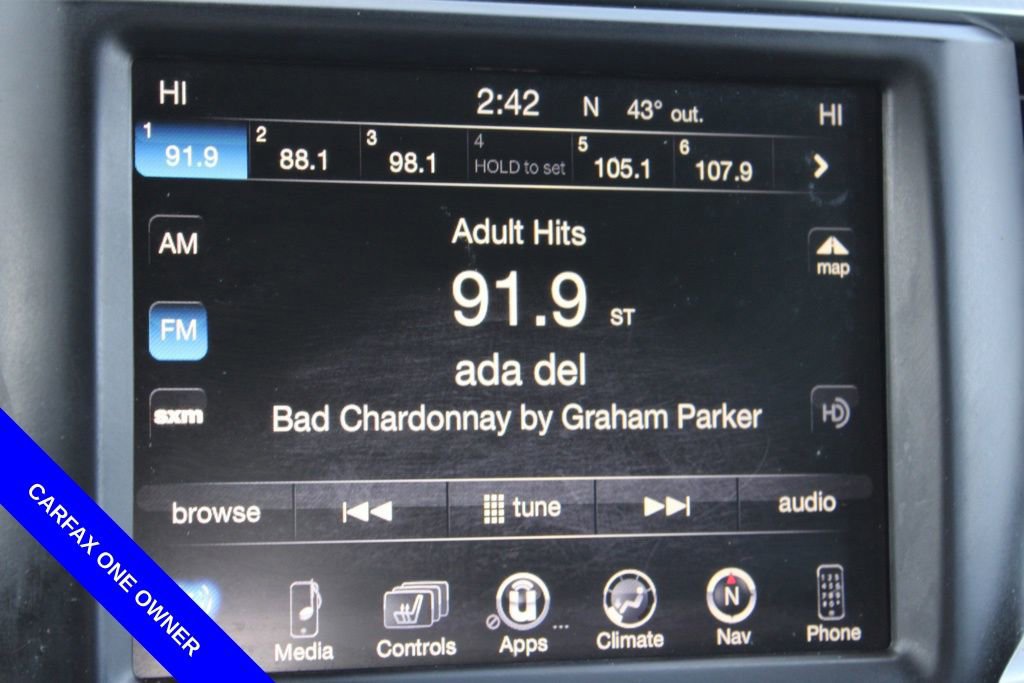 HI 2:42 N 43° out. HI
1 91.9 2 88.1 3 98.1 4 HOLD to set 5 105.1 6 107.9
AM
FM
sxm
Adult Hits
91.9 ST
ada del
Bad Chardonnay by Graham Parker
map
HD
browse tune audio
Media Controls Apps ... Climate N Nav Phone
CARFAX ONE OWNER